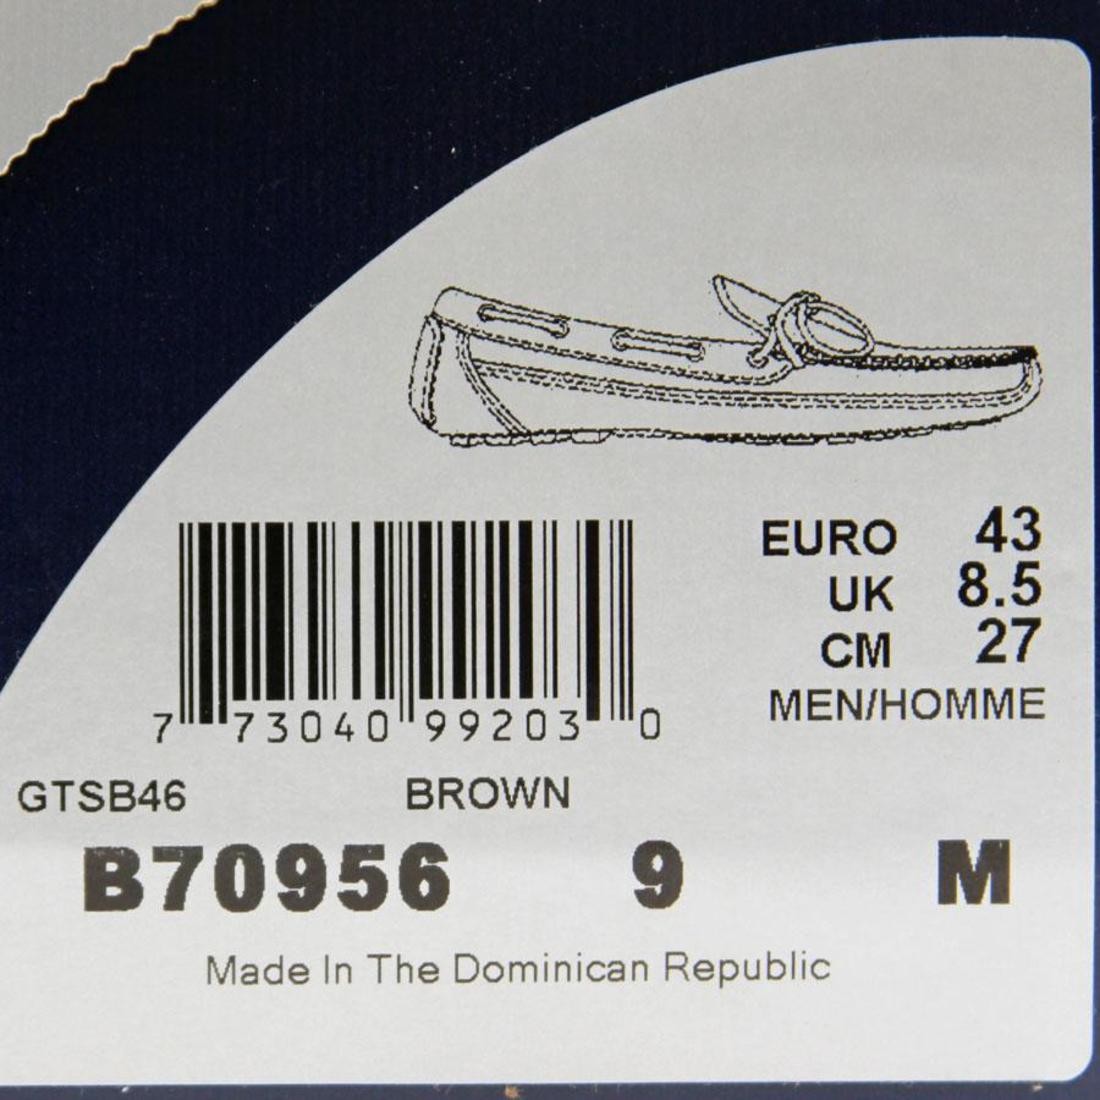 EURO 43
UK 8.5
CM 27
MEN/HOMME
7 73040 99203 0
GTSB46 BROWN
B70956 9 M
Made In The Dominican Republic